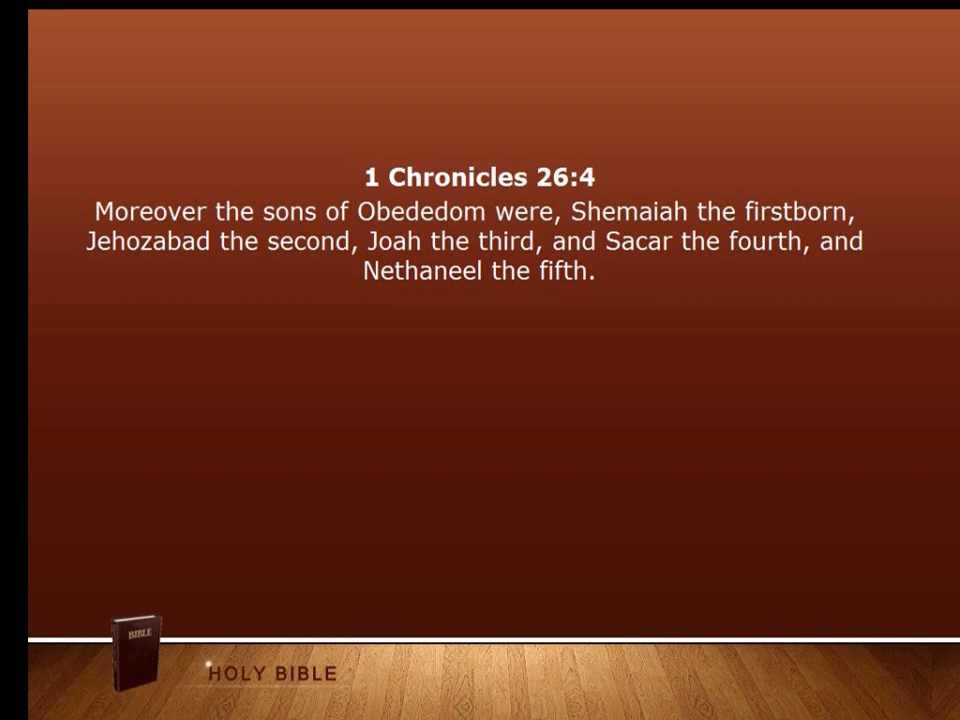 1 Chronicles 26:4
Moreover the sons of Obededom were, Shemaiah the firstborn,
Jehozabad the second, Joah the third, and Sacar the fourth, and
Nethaneel the fifth.
BIBLE
HOLY BIBLE